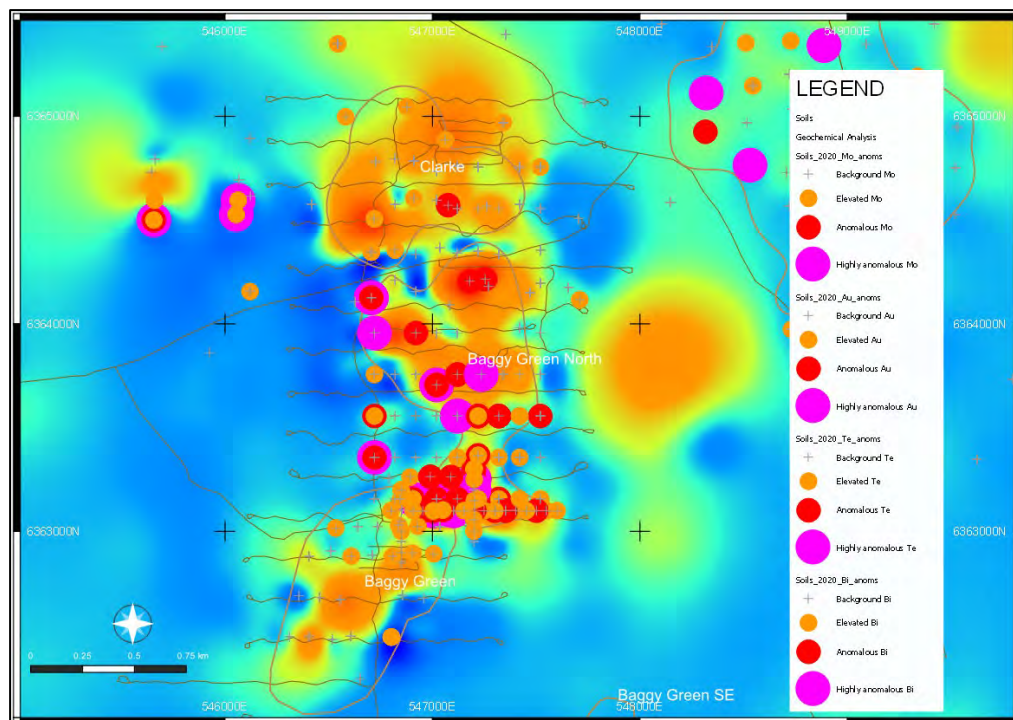 546000E 547000E 548000E 549000E
LEGEND
Soils
Geochemical Analysis
Soils_2020_Mo_anoms
Background Mo
Elevated Mo
Anomalous Mo
Highly anomalous Mo
Soils_2020_Au_anoms
Background Au
Elevated Au
Anomalous Au
Highly anomalous Au
Soils_2020_Te_anoms
Background Te
Elevated Te
Anomalous Te
Highly anomalous Te
Soils_2020_Bi_anoms
Background Bi
Elevated Bi
Anomalous Bi
Highly anomalous Bi
6365000N 6365000N
Clarke
6364000N 6364000N
Baggy Green North
6363000N 6363000N
Baggy Green
0 0.25 0.5 0.75 km
Baggy Green SE
546000E 547000E 548000E